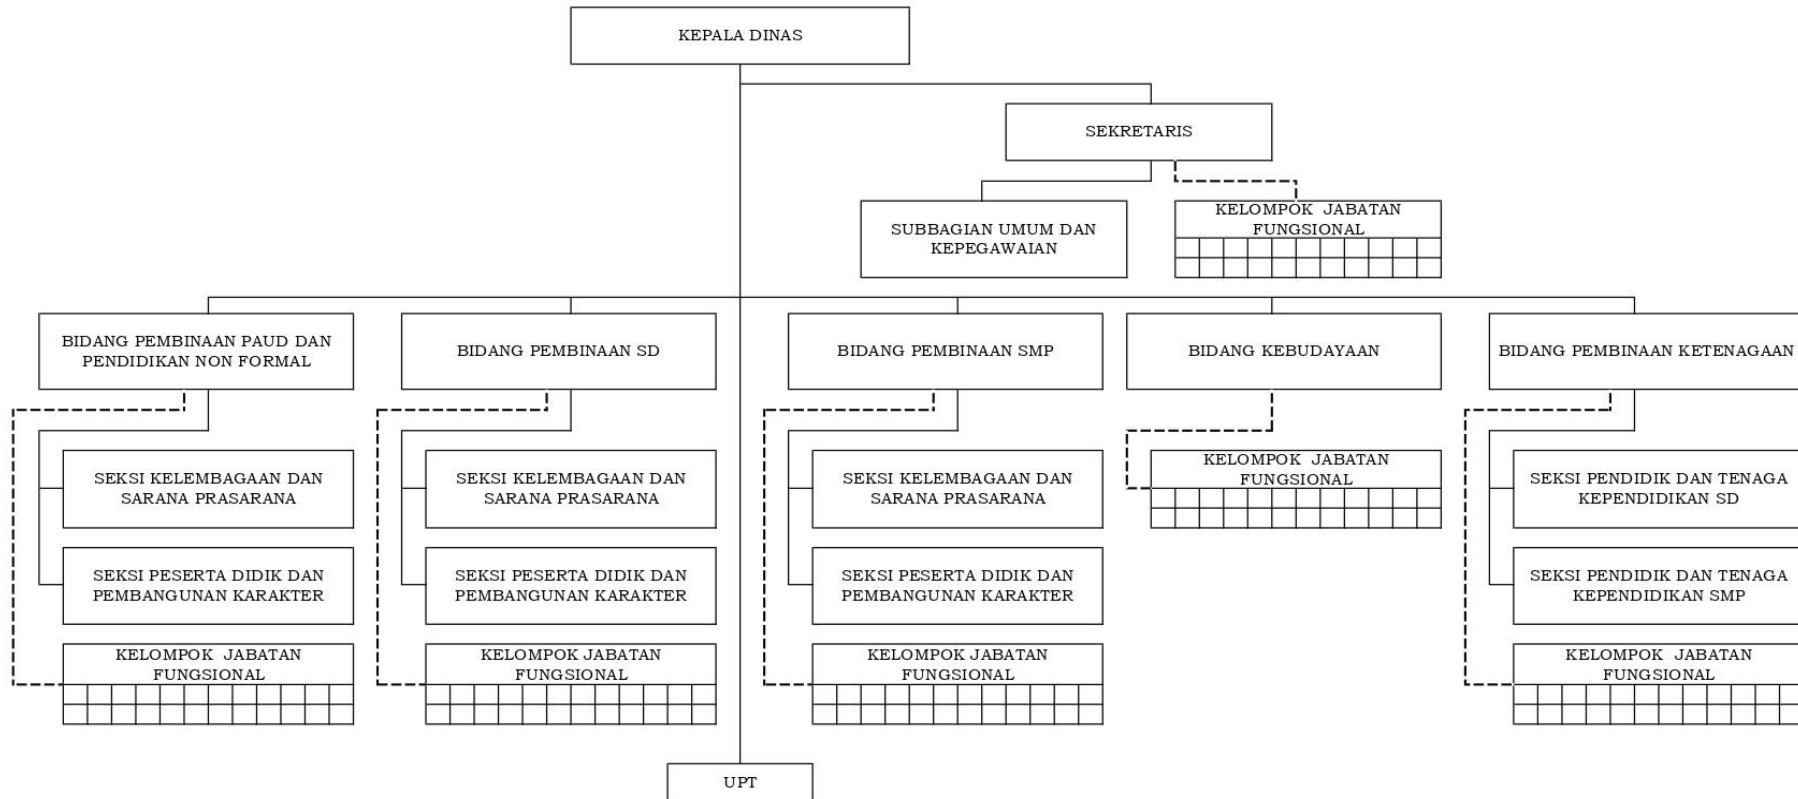 KEPALA DINAS
SEKRETARIS
SUBBAGIAN UMUM DAN
KEPEGAWAIAN
KELOMPOK JABATAN
FUNGSIONAL
BIDANG PEMBINAAN PAUD DAN
PENDIDIKAN NON FORMAL
BIDANG PEMBINAAN SD
BIDANG PEMBINAAN SMP
BIDANG KEBUDAYAAN
BIDANG PEMBINAAN KETENAGAAN
SEKSI KELEMBAGAAN DAN
SARANA PRASARANA
SEKSI KELEMBAGAAN DAN
SARANA PRASARANA
SEKSI KELEMBAGAAN DAN
SARANA PRASARANA
KELOMPOK JABATAN
FUNGSIONAL
SEKSI PENDIDIK DAN TENAGA
KEPENDIDIKAN SD
SEKSI PESERTA DIDIK DAN
PEMBANGUNAN KARAKTER
SEKSI PESERTA DIDIK DAN
PEMBANGUNAN KARAKTER
SEKSI PESERTA DIDIK DAN
PEMBANGUNAN KARAKTER
SEKSI PENDIDIK DAN TENAGA
KEPENDIDIKAN SMP
KELOMPOK JABATAN
FUNGSIONAL
KELOMPOK JABATAN
FUNGSIONAL
KELOMPOK JABATAN
FUNGSIONAL
KELOMPOK JABATAN
FUNGSIONAL
UPT